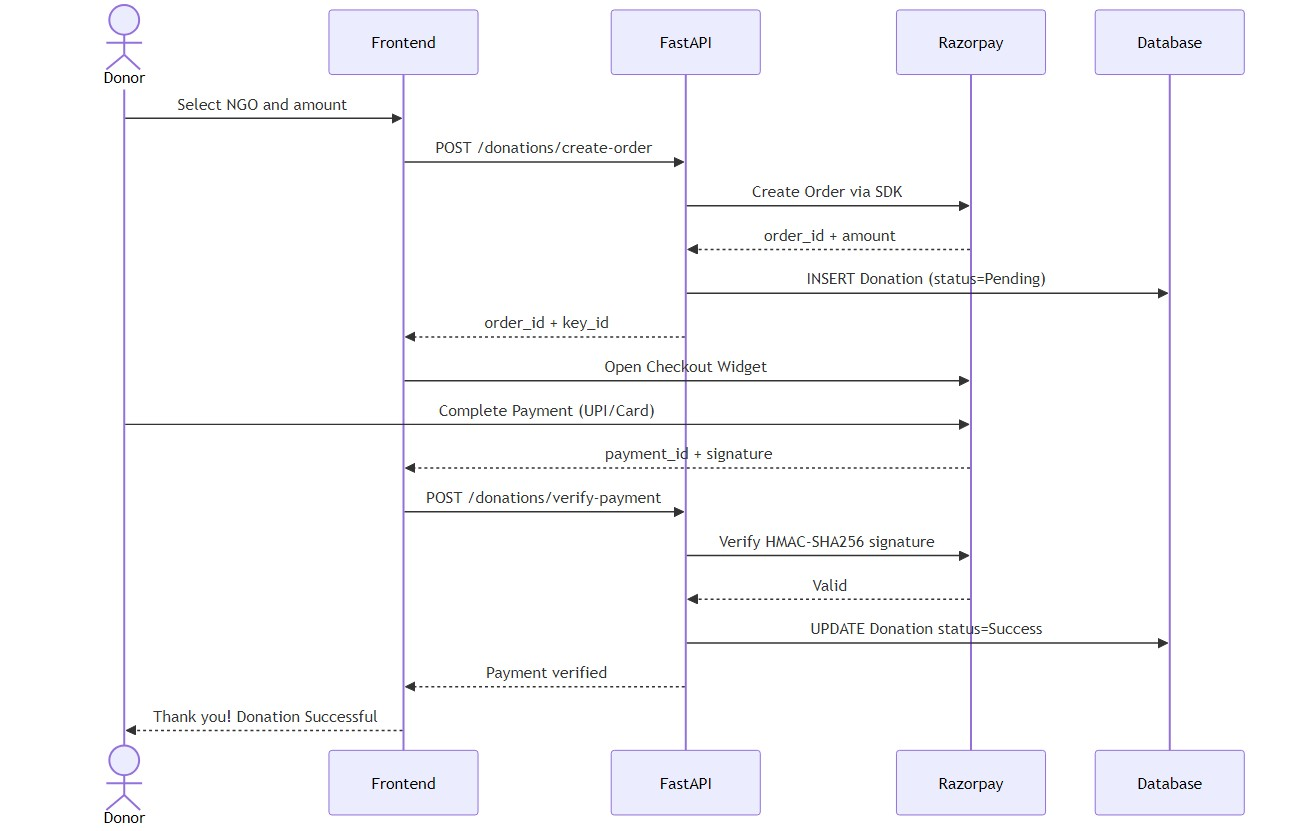 Donor
Frontend
FastAPI
Razorpay
Database
Select NGO and amount
POST /donations/create-order
Create Order via SDK
order_id + amount
INSERT Donation (status=Pending)
order_id + key_id
Open Checkout Widget
Complete Payment (UPI/Card)
payment_id + signature
POST /donations/verify-payment
Verify HMAC-SHA256 signature
Valid
UPDATE Donation status=Success
Payment verified
Thank you! Donation Successful
Donor
Frontend
FastAPI
Razorpay
Database